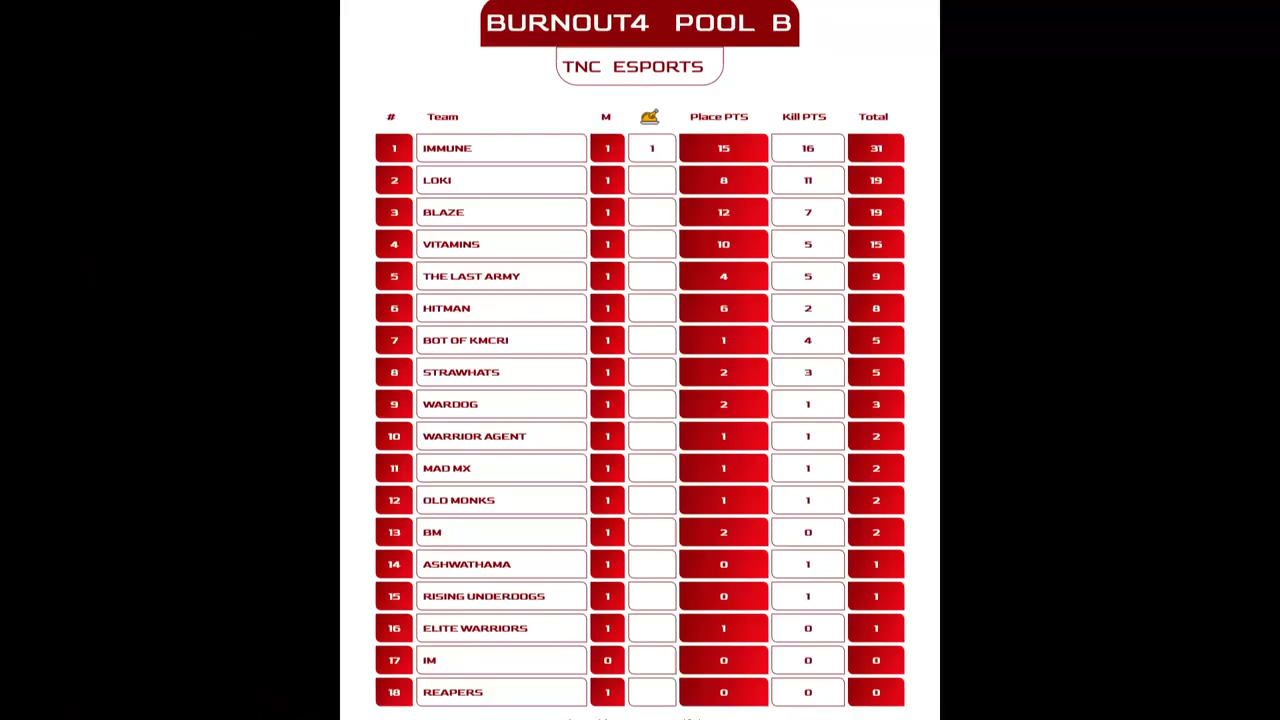 BURNOUT4 POOL B
TNC ESPORTS
# Team M Place PTS Kill PTS Total
1 IMMUNE 1 1 15 16 31
2 LOKI 1 8 11 19
3 BLAZE 1 12 7 19
4 VITAMINS 1 10 5 15
5 THE LAST ARMY 1 4 5 9
6 HITMAN 1 6 2 8
7 BOT OF KMCRI 1 1 4 5
8 STRAWHATS 1 2 3 5
9 WARDOG 1 2 1 3
10 WARRIOR AGENT 1 1 1 2
11 MAD MX 1 1 1 2
12 OLD MONKS 1 1 1 2
13 BM 1 2 0 2
14 ASHWATHAMA 1 0 1 1
15 RISING UNDERDOGS 1 0 1 1
16 ELITE WARRIORS 1 1 0 1
17 IM 0 0 0 0
18 REAPERS 1 0 0 0